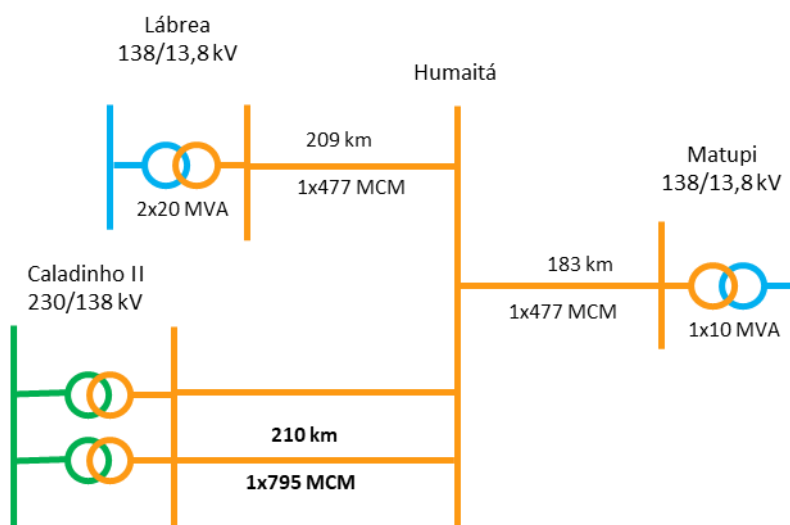 Lábrea
138/13,8 kV
Humaitá
209 km
1x477 MCM
2x20 MVA
Matupi
138/13,8 kV
183 km
1x477 MCM
1x10 MVA
Caladinho II
230/138 kV
210 km
1x795 MCM